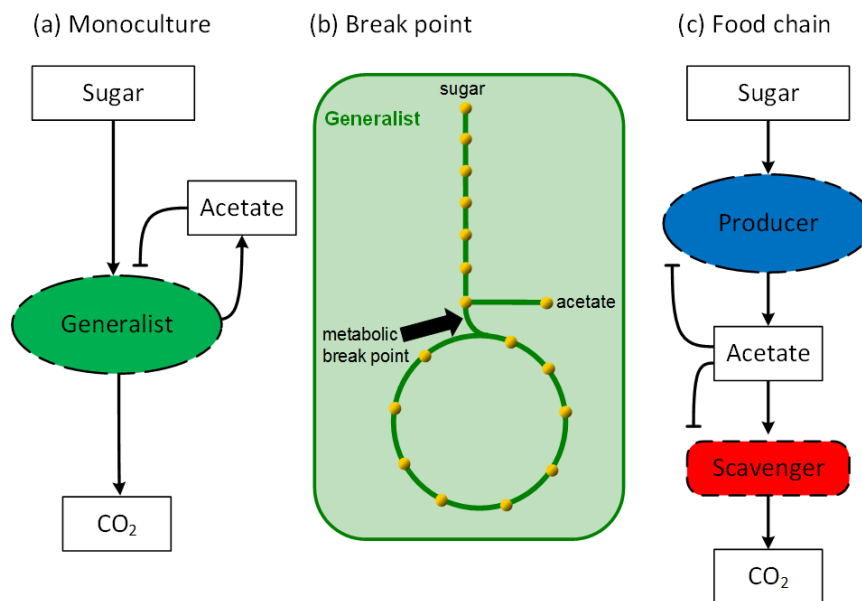 (a) Monoculture
Sugar
Acetate
Generalist
CO₂
(b) Break point
sugar
Generalist
acetate
metabolic
break point
(c) Food chain
Sugar
Producer
Acetate
Scavenger
CO₂